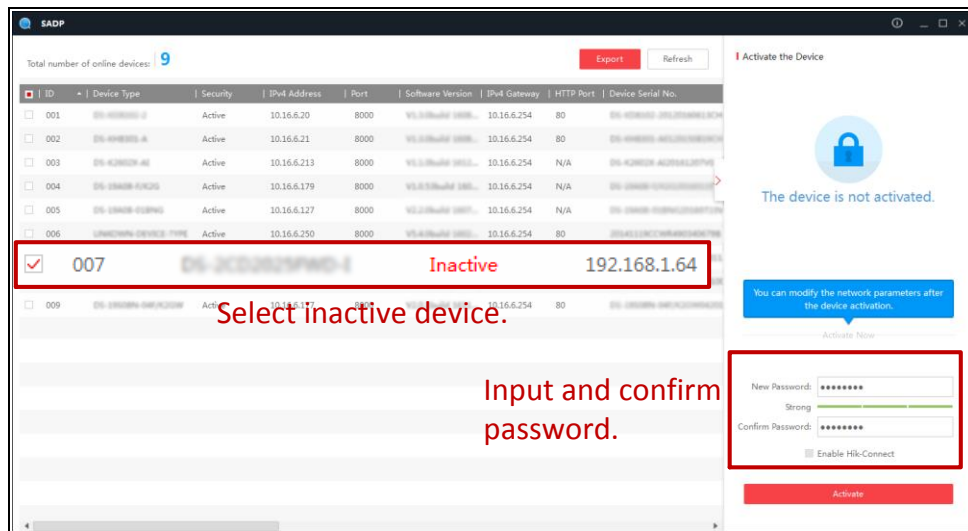 SADP
Total number of online devices: 9
Export Refresh
ID Device Type Security IPv4 Address Port Software Version IPv4 Gateway HTTP Port Device Serial No.
001 Active 10.16.6.20 8000 10.16.6.254 80
002 Active 10.16.6.21 8000 10.16.6.254 80
003 Active 10.16.6.213 8000 10.16.6.254 N/A
004 Active 10.16.6.179 8000 10.16.6.254 N/A
005 Active 10.16.6.127 8000 10.16.6.254 N/A
006 Active 10.16.6.250 8000 10.16.6.254 80
007 Inactive 192.168.1.64
009 8000 10.16.6.254 80
Select inactive device.
Input and confirm
password.
Activate the Device
The device is not activated.
You can modify the network parameters after
the device activation.
Activate Now
New Password: ●●●●●●●●
Strong
Confirm Password: ●●●●●●●●
Enable Hik-Connect
Activate